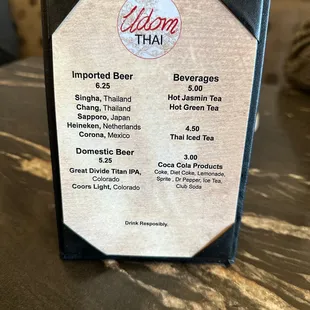 Udom
THAI
Imported Beer
6.25
Singha, Thailand
Chang, Thailand
Sapporo, Japan
Heineken, Netherlands
Corona, Mexico
Domestic Beer
5.25
Great Divide Titan IPA,
Colorado
Coors Light, Colorado
Beverages
5.00
Hot Jasmin Tea
Hot Green Tea
4.50
Thai Iced Tea
3.00
Coca Cola Products
Coke, Diet Coke, Lemonade,
Sprite , Dr Pepper, Ice Tea,
Club Soda
Drink Resposibly.